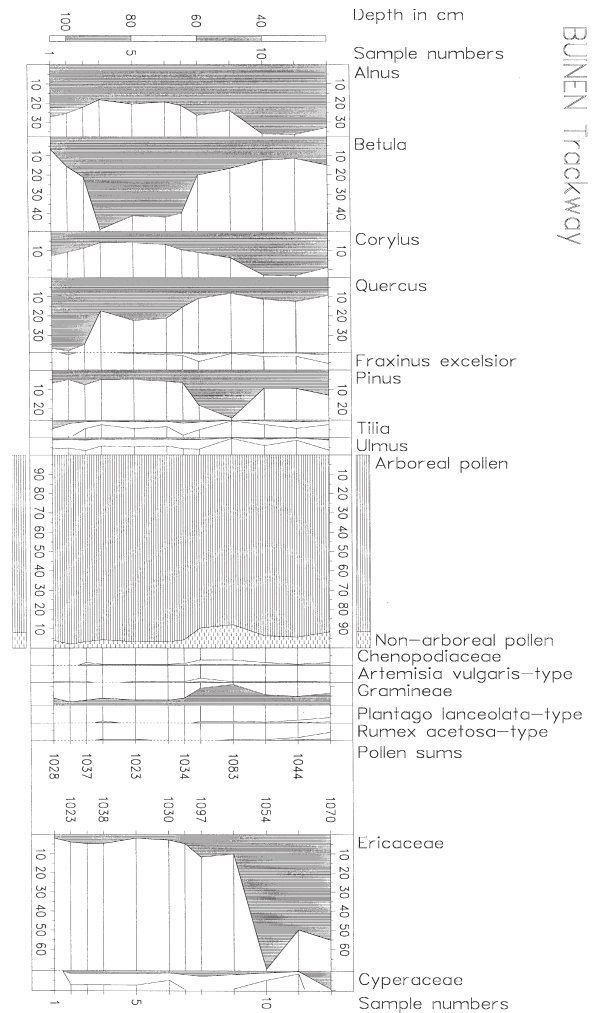 BUINEN Trackway
Depth in cm
100 80 60 40
Sample numbers
1 5 10
Alnus
10 20 30
10 20 30
Betula
10 20 30 40
10 20 30 40
Corylus
10
10
Quercus
10 20 30
10 20 30
Fraxinus excelsior
Pinus
10 20
10 20
Tilia
Ulmus
Arboreal pollen
90 80 70 60 50 40 30 20 10
10 20 30 40 50 60 70 80 90
Non-arboreal pollen
Chenopodiaceae
Artemisia vulgaris-type
Gramineae
Plantago lanceolata-type
Rumex acetosa-type
Pollen sums
1028 1037 1023 1034 1083 1044
1023 1038 1030 1097 1054 1070
Ericaceae
10 20 30 40 50 60
10 20 30 40 50 60
Cyperaceae
Sample numbers
1 5 10